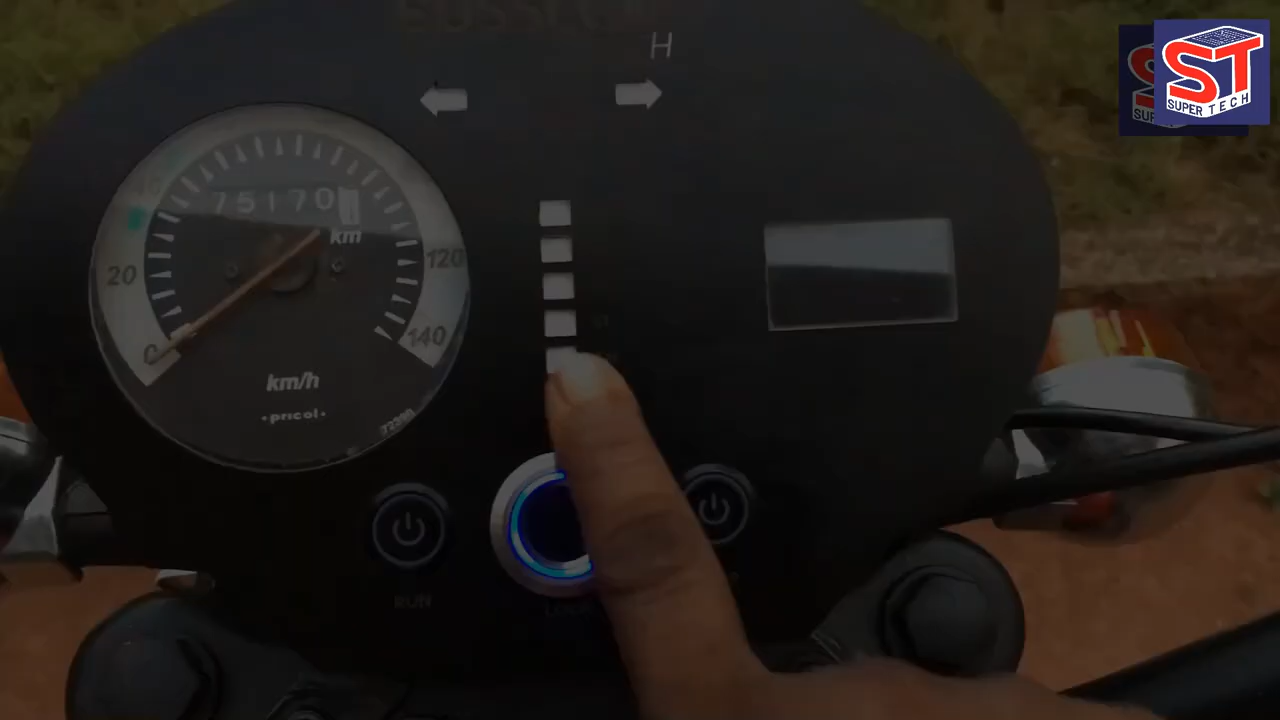 H
75170
km
20
120
0
140
km/h
·pricol·
RUN
ST
SUPER TECH